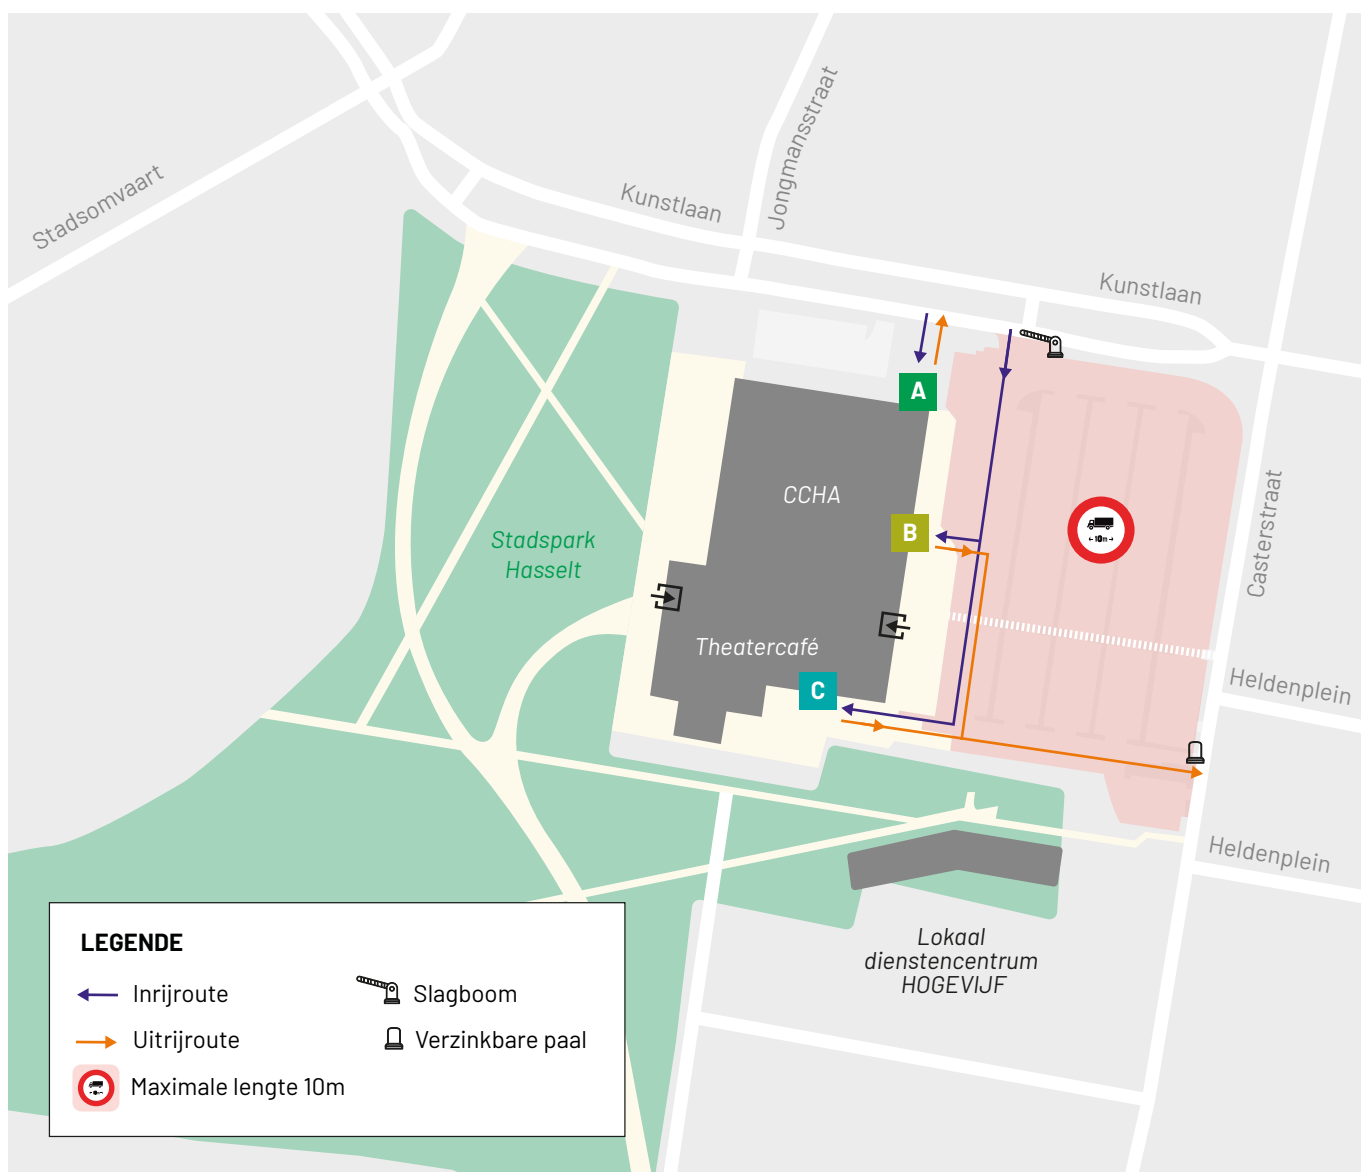 Stadsomvaart
Kunstlaan
Jongmansstraat
Kunstlaan
A
CCHA
B
10m
Casterstraat
Stadspark
Hasselt
Theatercafé
C
Heldenplein
Heldenplein
Lokaal
dienstencentrum
HOGEVIJF
LEGENDE
Inrijroute
Slagboom
Uitrijroute
Verzinkbare paal
Maximale lengte 10m